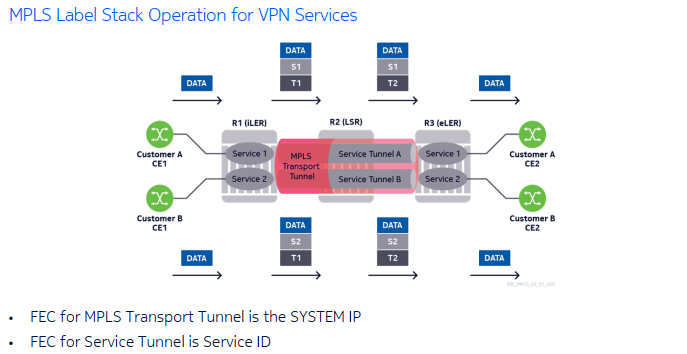 MPLS Label Stack Operation for VPN Services
DATA
DATA
S1
S1
DATA
T1
T2
DATA
R1 (iLER)
R2 (LSR)
R3 (eLER)
Customer A
CE1
Service 1
MPLS
Transport
Tunnel
Service Tunnel A
Service 1
Customer A
CE2
Service 2
Service Tunnel B
Service 2
Customer B
CE1
Customer B
CE2
DATA
DATA
S2
S2
DATA
T1
T2
DATA
• FEC for MPLS Transport Tunnel is the SYSTEM IP
• FEC for Service Tunnel is Service ID